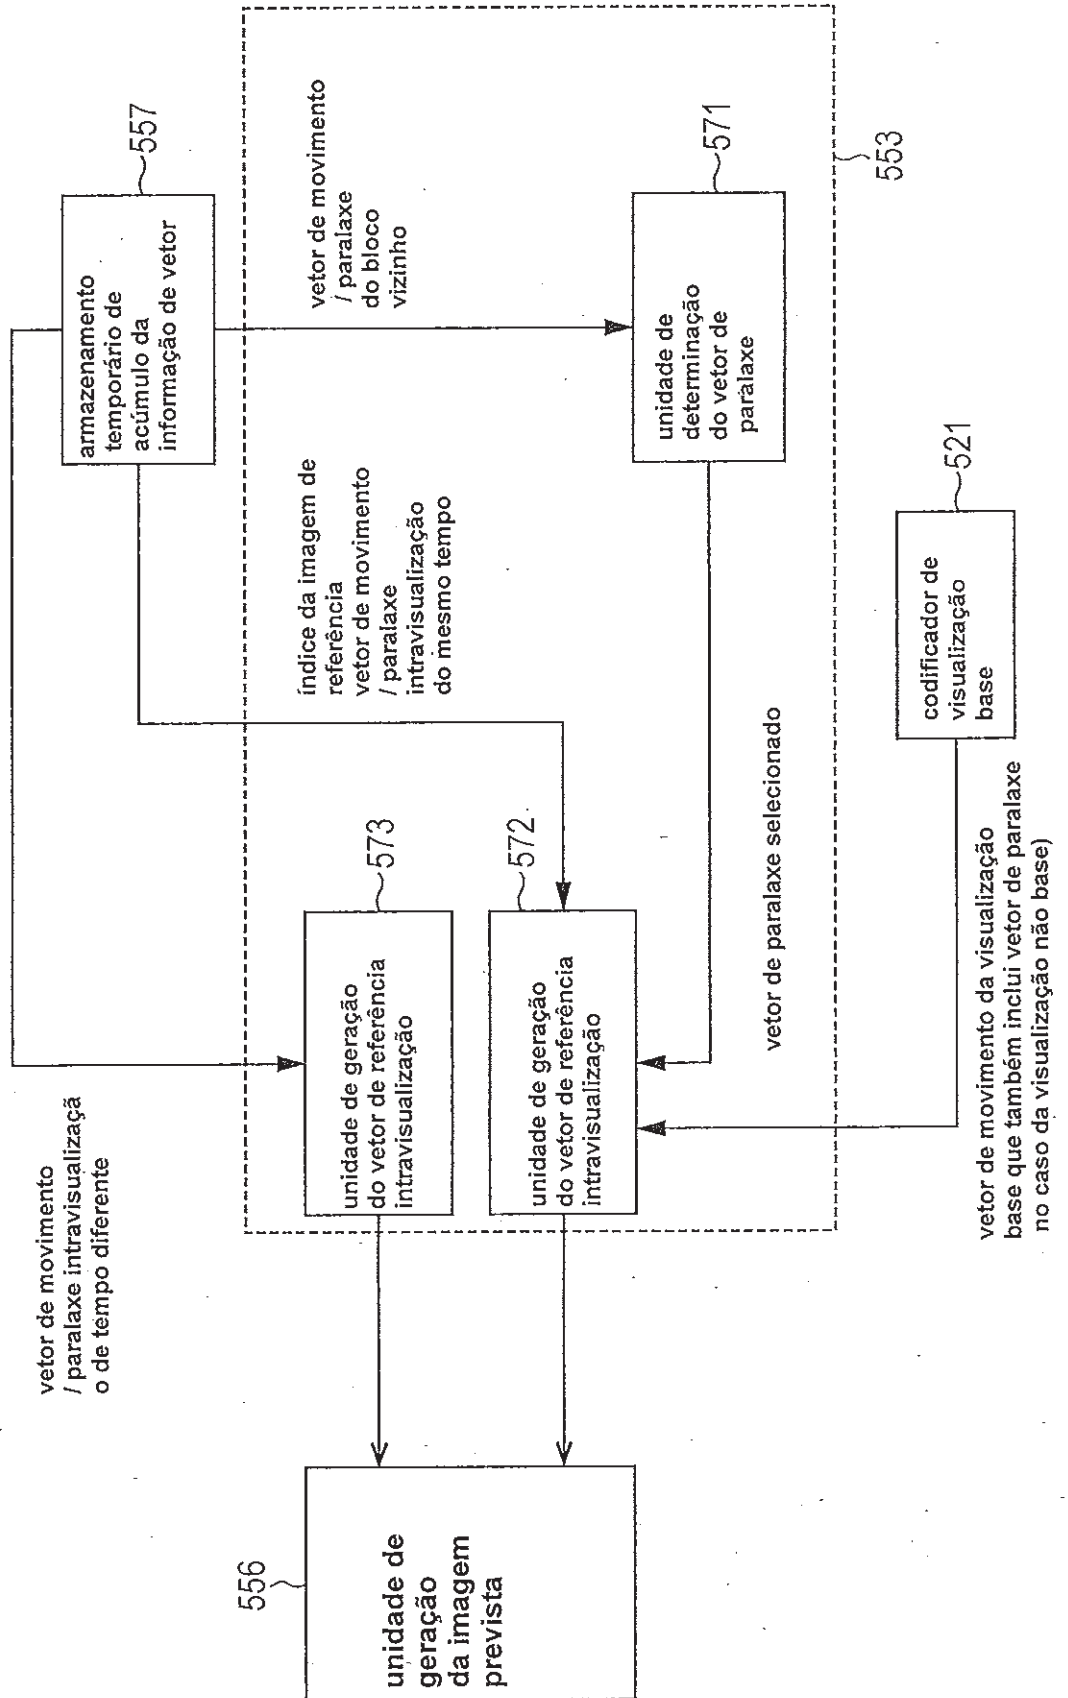 vetor de movimento
/ paralaxe intravisualizaçã
o de tempo diferente
557
armazenamento
temporário de
acúmulo da
informação de vetor
556
unidade de
geração
da imagem
prevista
573
unidade de geração
do vetor de referência
intravisualização
índice da imagem de
referência
vetor de movimento
/ paralaxe
intravisualização
do mesmo tempo
vetor de movimento
/ paralaxe
do bloco
vizinho
572
unidade de geração
do vetor de referência
intravisualização
571
unidade de
determinação
do vetor de
paralaxe
vetor de paralaxe selecionado
553
521
codificador de
visualização
base
vetor de movimento da visualização
base que também inclui vetor de paralaxe
no caso da visualização não base)